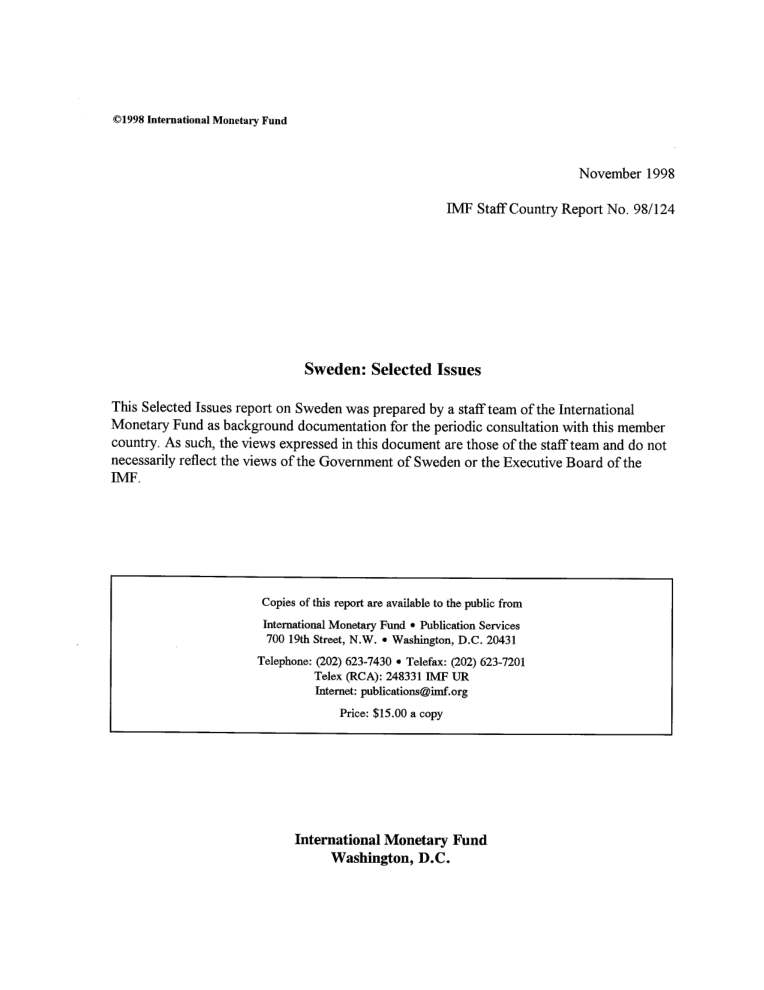 ©1998 International Monetary Fund
November 1998
IMF Staff Country Report No. 98/124
Sweden: Selected Issues
This Selected Issues report on Sweden was prepared by a staff team of the International
Monetary Fund as background documentation for the periodic consultation with this member
country. As such, the views expressed in this document are those of the staff team and do not
necessarily reflect the views of the Government of Sweden or the Executive Board of the
IMF.
Copies of this report are available to the public from
International Monetary Fund • Publication Services
700 19th Street, N.W. • Washington, D.C. 20431
Telephone: (202) 623-7430 • Telefax: (202) 623-7201
Telex (RCA): 248331 IMF UR
Internet: publications@imf.org
Price: $15.00 a copy
International Monetary Fund
Washington, D.C.